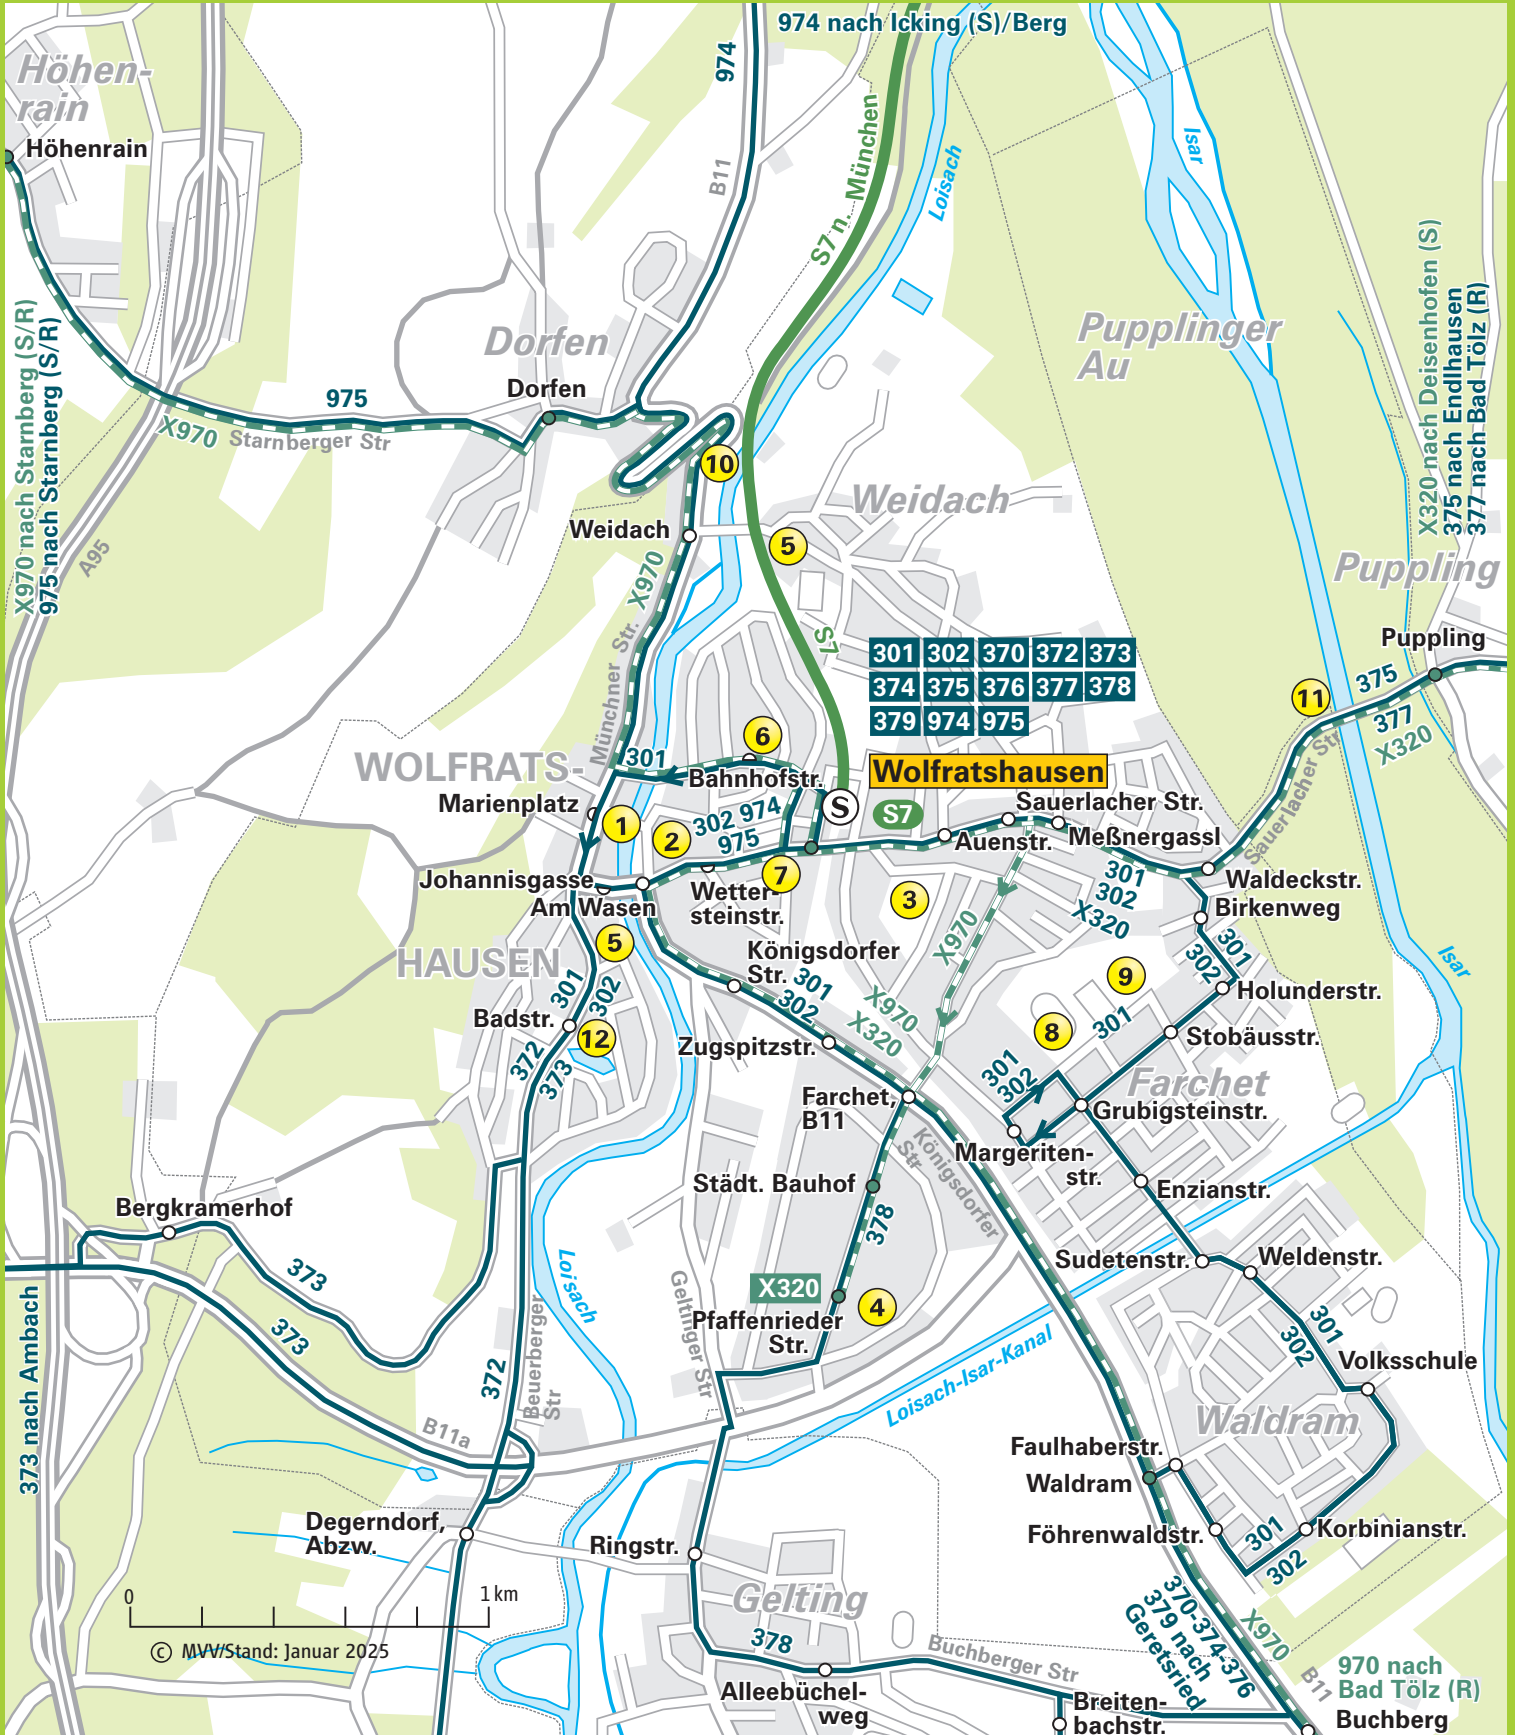 974 nach Icking (S)/Berg
974
B11
S7 n. München
Loisach
Isar
Höhen-
rain
Höhenrain
X970 nach Starnberg (S/R)
975 nach Starnberg (S/R)
A95
975
X970
Starnberger Str
Dorfen
Dorfen
Pupplinger
Au
X320 nach Deisenhofen (S)
375 nach Endlhausen
377 nach Bad Tölz (R)
Puppling
Puppling
375
377
X320
11
Sauerlacher Str
10
Weidach
Weidach
5
X970
Münchner Str.
S7
301 302 370 372 373
374 375 376 377 378
379 974 975
Wolfratshausen
S
S7
WOLFRATS-
HAUSEN
6
301
Bahnhofstr.
Marienplatz
1
2
302 974
975
7
Sauerlacher Str.
Auenstr.
Meßnergassl
Waldeckstr.
Birkenweg
301
302
X320
Johannisgasse
Am Wasen
Wetter-
steinstr.
3
X970
5
Königsdorfer
Str.
301
302
301
302
X970
X320
301
302
9
Holunderstr.
Badstr.
12
372
373
Zugspitzstr.
8
301
Stobäusstr.
301
302
Farchet
Grubigsteinstr.
Farchet,
B11
Margeriten-
str.
Königsdorfer
Str
Städt. Bauhof
378
Enzianstr.
Isar
Bergkramerhof
373
373
373 nach Ambach
Loisach
X320
Pfaffenrieder
Str.
4
Geltinger Str
Sudetenstr.
Weldenstr.
301
302
Volksschule
Loisach-Isar-Kanal
372
Beuerberger
Str
B11a
Waldram
Faulhaberstr.
Waldram
Föhrenwaldstr.
Korbinianstr.
301
302
Degerndorf,
Abzw.
Ringstr.
0
1 km
© MVV/Stand: Januar 2025
Gelting
378
Alleebüchel-
weg
Buchberger Str
370-374-376
379 nach
Geretsried
X970
B11
Breiten-
bachstr.
970 nach
Bad Tölz (R)
Buchberg